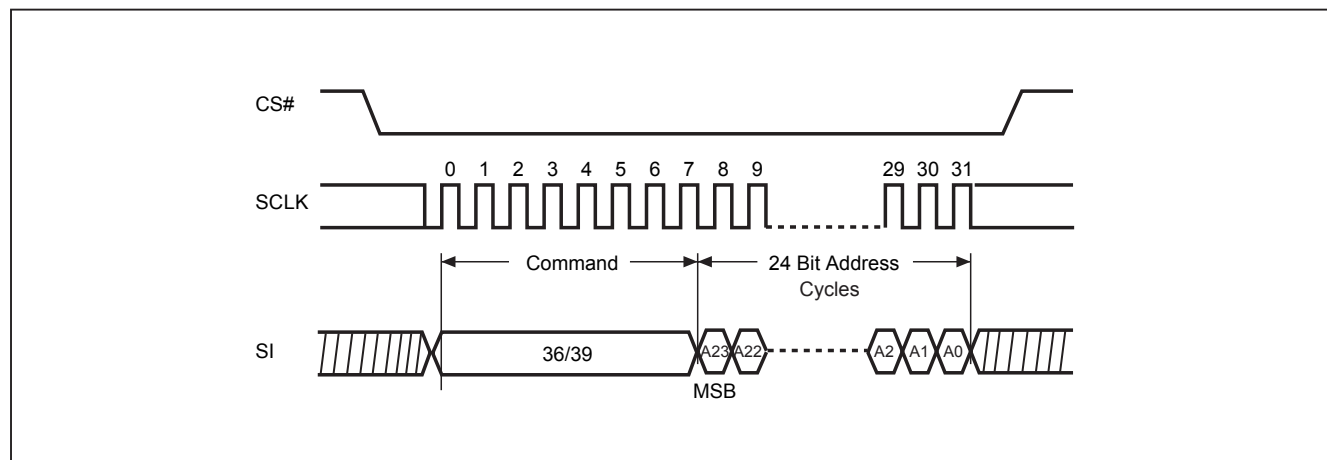 CS#
0 1 2 3 4 5 6 7 8 9 29 30 31
SCLK
Command 24 Bit Address
Cycles
SI 36/39 A23 A22 A2 A1 A0
MSB